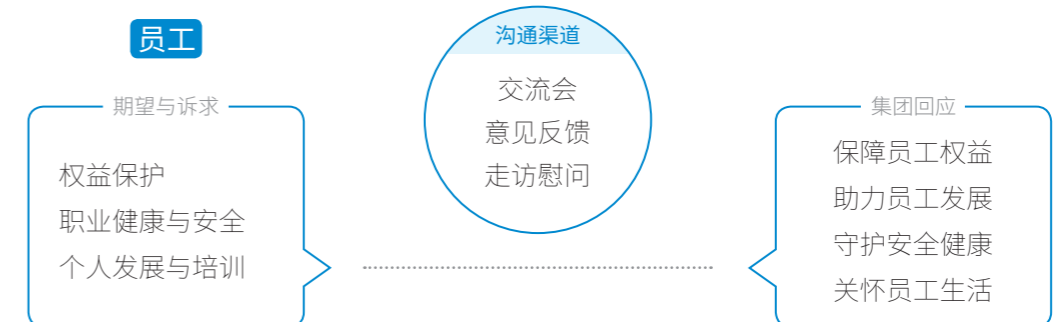 员工
期望与诉求
权益保护
职业健康与安全
个人发展与培训
沟通渠道
交流会
意见反馈
走访慰问
集团回应
保障员工权益
助力员工发展
守护安全健康
关怀员工生活